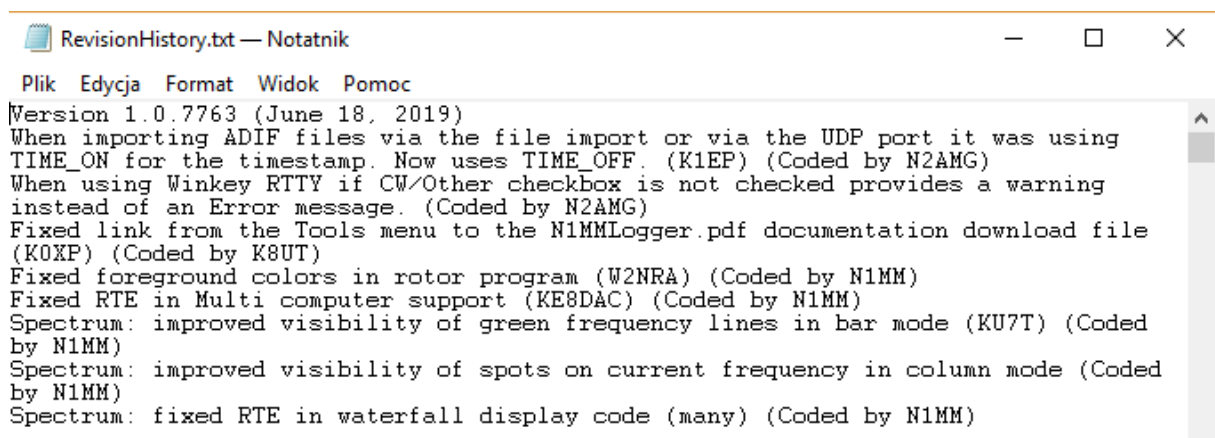 RevisionHistory.txt — Notatnik
Plik Edycja Format Widok Pomoc
Version 1.0.7763 (June 18, 2019)
When importing ADIF files via the file import or via the UDP port it was using
TIME_ON for the timestamp. Now uses TIME_OFF. (K1EP) (Coded by N2AMG)
When using Winkey RTTY if CW/Other checkbox is not checked provides a warning
instead of an Error message. (Coded by N2AMG)
Fixed link from the Tools menu to the N1MMLogger.pdf documentation download file
(K0XP) (Coded by K8UT)
Fixed foreground colors in rotor program (W2NRA) (Coded by N1MM)
Fixed RTE in Multi computer support (KE8DAC) (Coded by N1MM)
Spectrum: improved visibility of green frequency lines in bar mode (KU7T) (Coded
by N1MM)
Spectrum: improved visibility of spots on current frequency in column mode (Coded
by N1MM)
Spectrum: fixed RTE in waterfall display code (many) (Coded by N1MM)